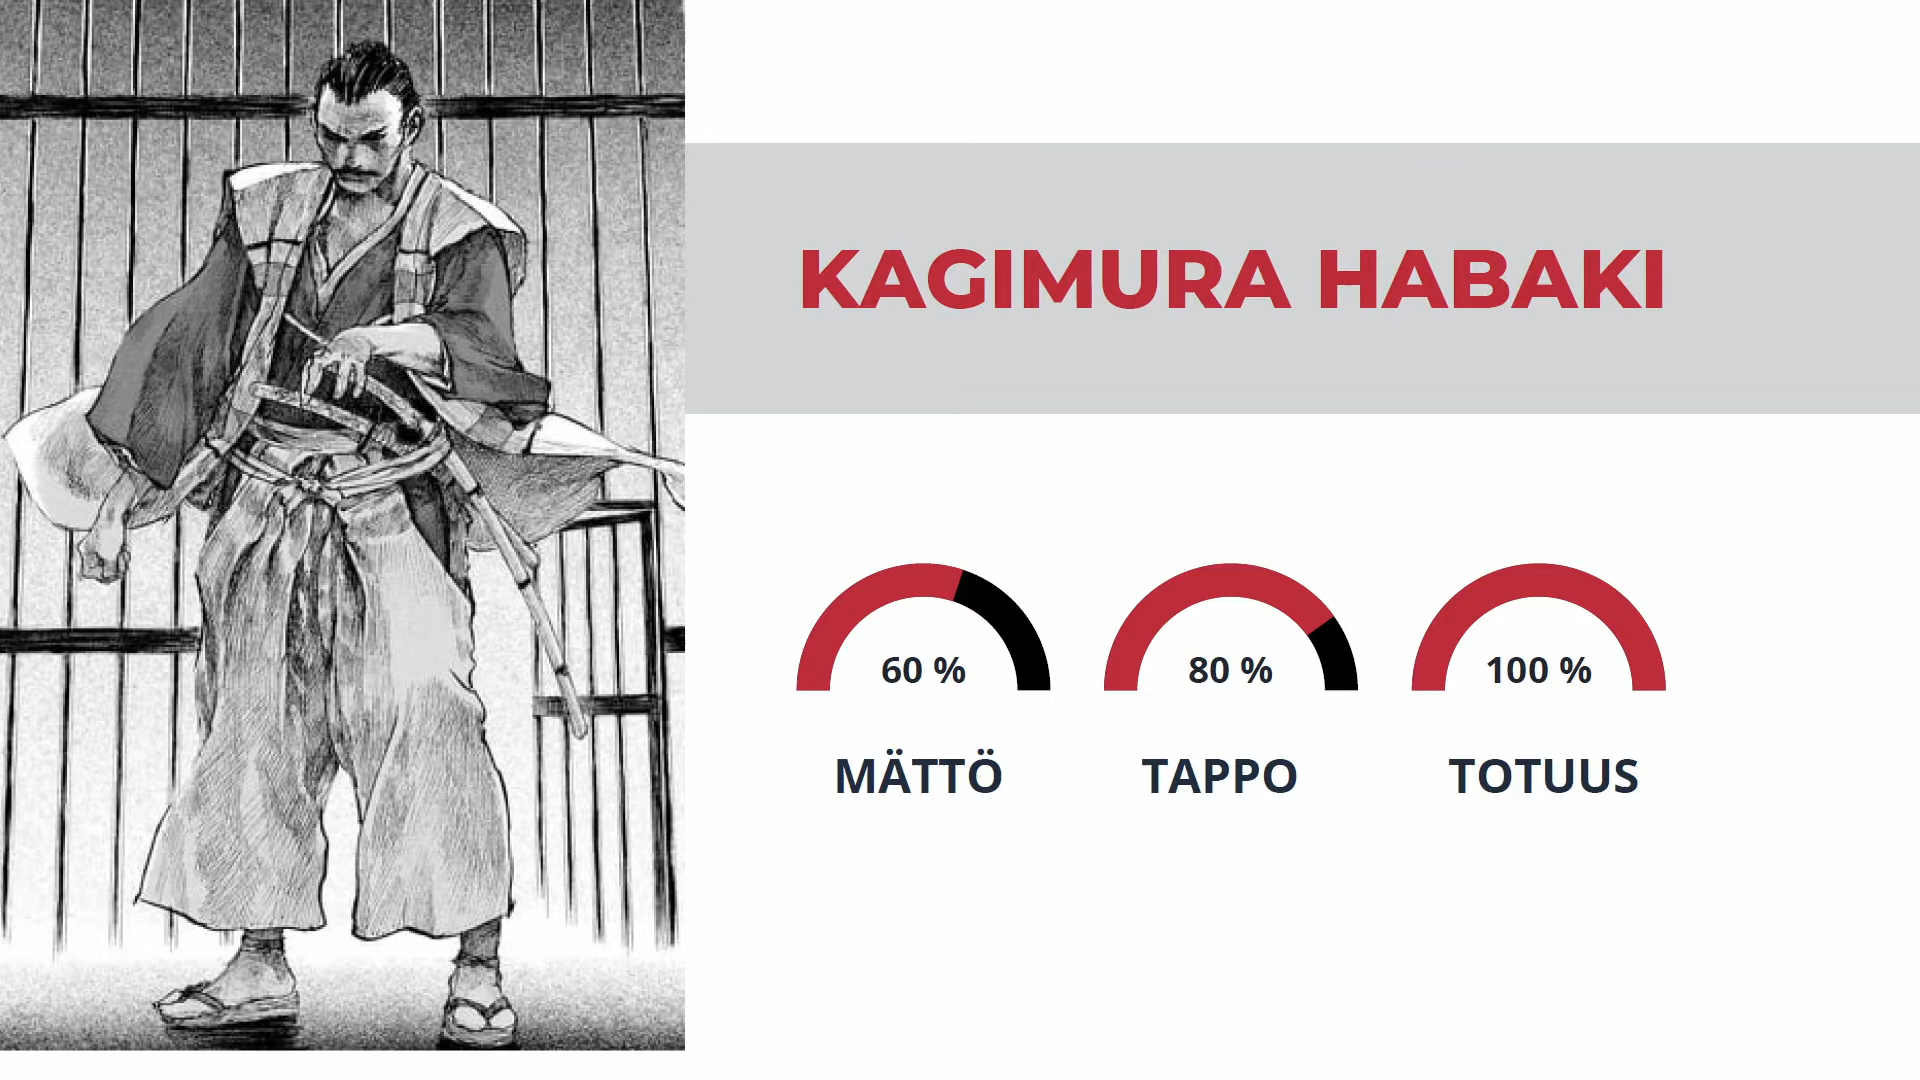 KAGIMURA HABAKI
60 %
80 %
100 %
MÄTTÖ
TAPPO
TOTUUS